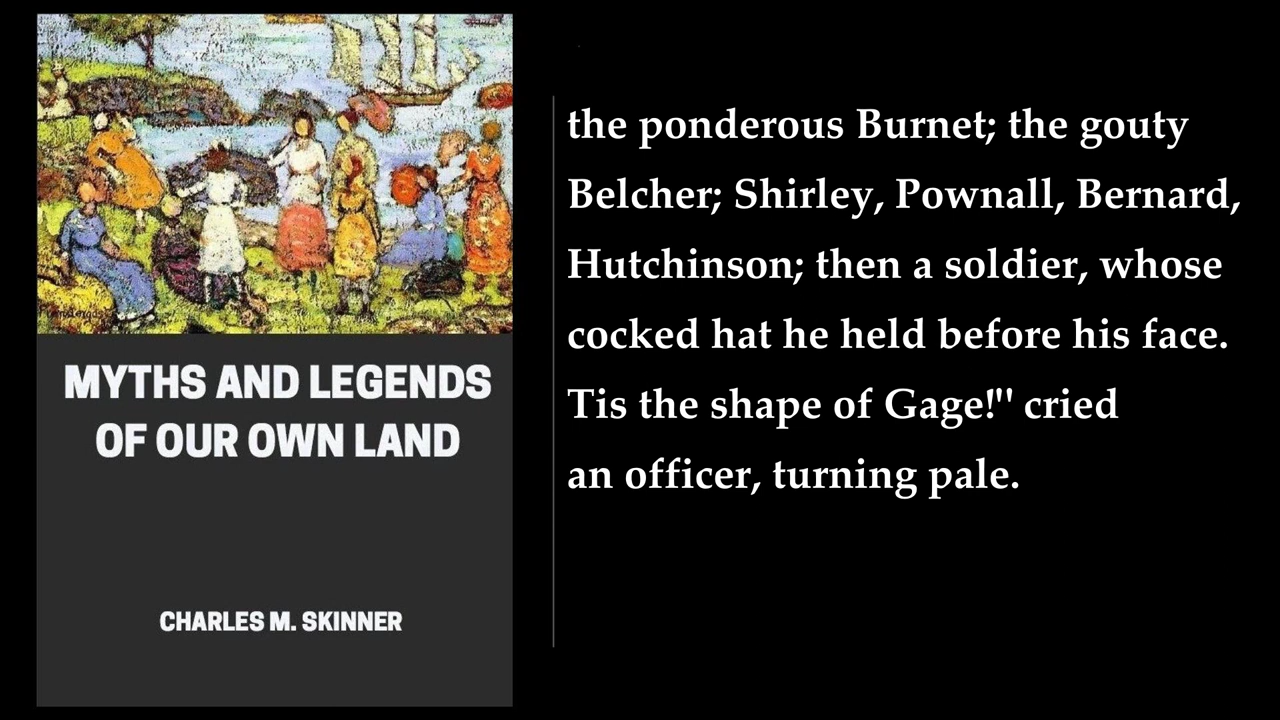 MYTHS AND LEGENDS
OF OUR OWN LAND
CHARLES M. SKINNER
the ponderous Burnet; the gouty
Belcher; Shirley, Pownall, Bernard,
Hutchinson; then a soldier, whose
cocked hat he held before his face.
Tis the shape of Gage!"' cried
an officer, turning pale.